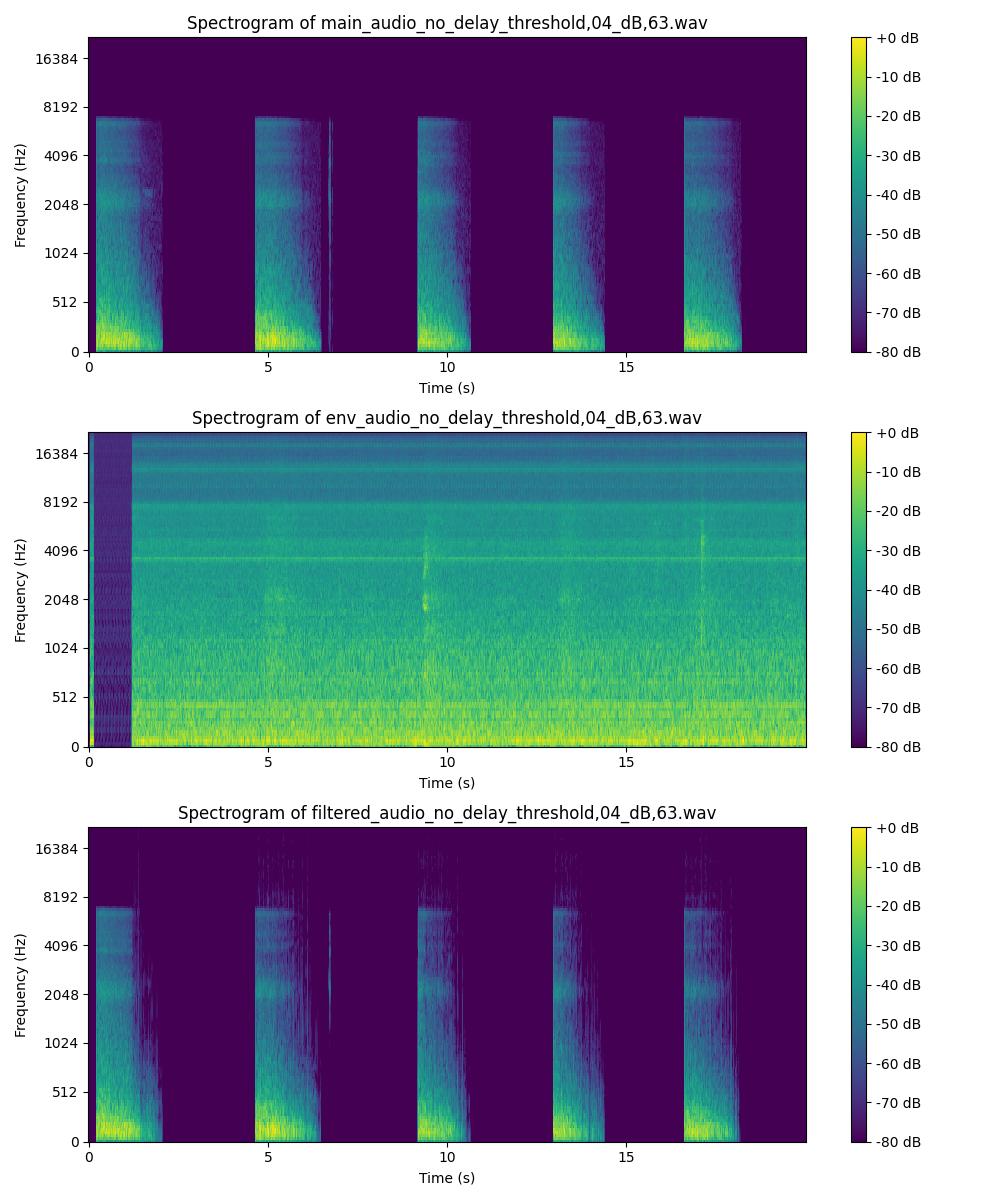 Spectrogram of main_audio_no_delay_threshold,04_dB,63.wav
16384
8192
4096
2048
1024
512
0
Frequency (Hz)
0 5 10 15
Time (s)
+0 dB
-10 dB
-20 dB
-30 dB
-40 dB
-50 dB
-60 dB
-70 dB
-80 dB
Spectrogram of env_audio_no_delay_threshold,04_dB,63.wav
16384
8192
4096
2048
1024
512
0
Frequency (Hz)
0 5 10 15
Time (s)
+0 dB
-10 dB
-20 dB
-30 dB
-40 dB
-50 dB
-60 dB
-70 dB
-80 dB
Spectrogram of filtered_audio_no_delay_threshold,04_dB,63.wav
16384
8192
4096
2048
1024
512
0
Frequency (Hz)
0 5 10 15
Time (s)
+0 dB
-10 dB
-20 dB
-30 dB
-40 dB
-50 dB
-60 dB
-70 dB
-80 dB